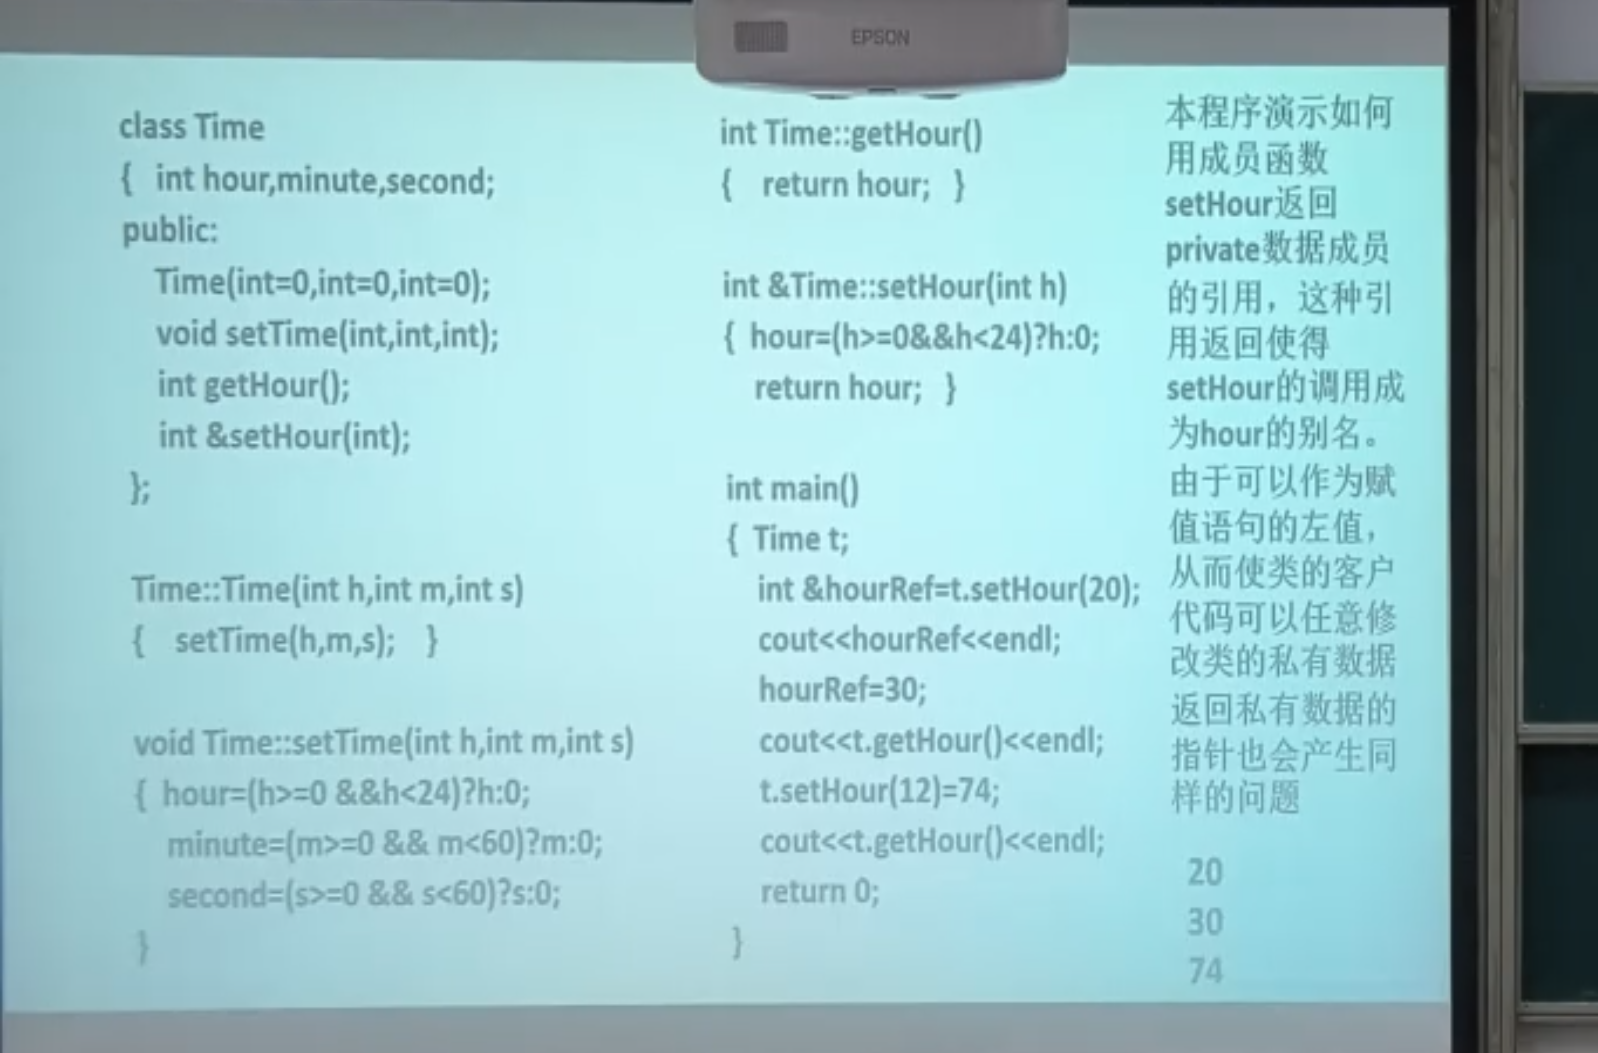 EPSON
class Time
{ int hour,minute,second;
public:
Time(int=0,int=0,int=0);
void setTime(int,int,int);
int getHour();
int &setHour(int);
};
Time::Time(int h,int m,int s)
{ setTime(h,m,s); }
void Time::setTime(int h,int m,int s)
{ hour=(h>=0 &&h<24)?h:0;
minute=(m>=0 && m<60)?m:0;
second=(s>=0 && s<60)?s:0;
}
int Time::getHour()
{ return hour; }
int &Time::setHour(int h)
{ hour=(h>=0&&h<24)?h:0;
return hour; }
int main()
{ Time t;
int &hourRef=t.setHour(20);
cout<<hourRef<<endl;
hourRef=30;
cout<<t.getHour()<<endl;
t.setHour(12)=74;
cout<<t.getHour()<<endl;
return 0;
}
本程序演示如何
用成员函数
setHour返回
private数据成员
的引用，这种引
用返回使得
setHour的调用成
为hour的别名。
由于可以作为赋
值语句的左值，
从而使类的客户
代码可以任意修
改类的私有数据
返回私有数据的
指针也会产生同
样的问题
20
30
74